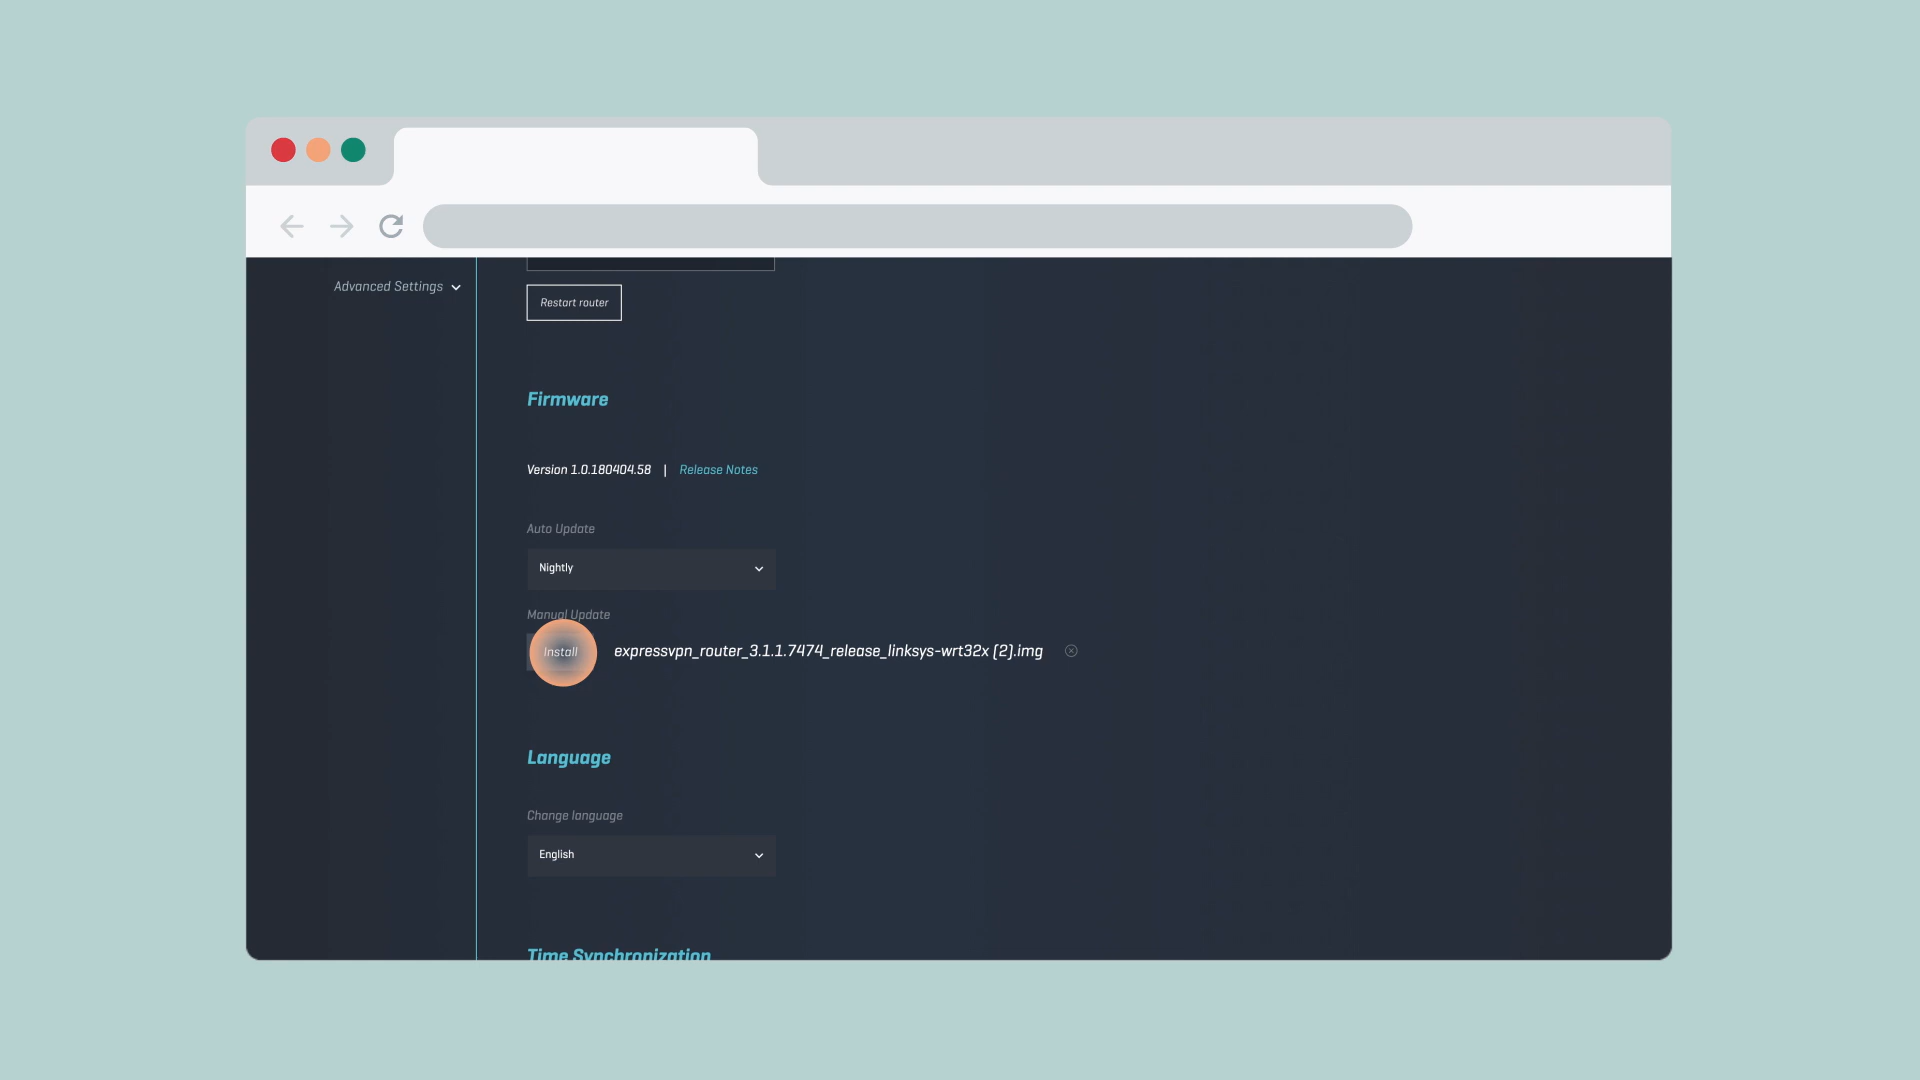 Advanced Settings
Restart router
Firmware
Version 1.0.180404.58 | Release Notes
Auto Update
Nightly
Manual Update
Install expressvpn_router_3.1.1.7474_release_linksys-wrt32x (2).img
Language
Change language
English
Time Synchronization